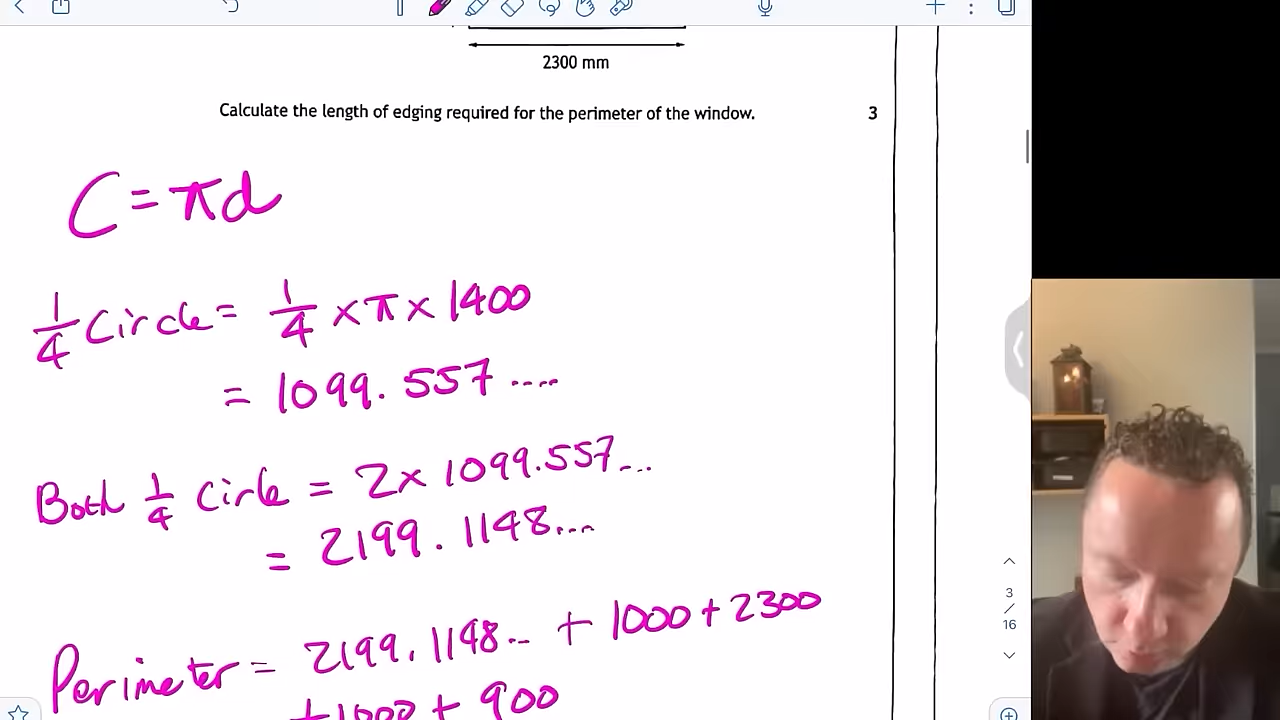 2300 mm
Calculate the length of edging required for the perimeter of the window. 3
C = πd
1/4 Circle = 1/4 × π × 1400
= 1099.557....
Both 1/4 Circle = 2 × 1099.557...
= 2199.1148...
Perimeter = 2199.1148.. + 1000 + 2300
+ 1000 + 900
3
/
16